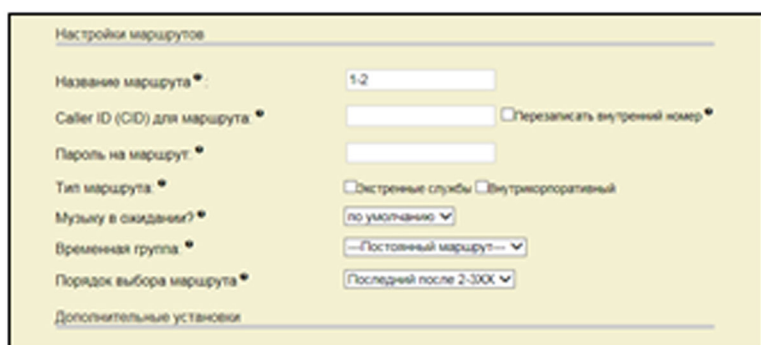 Настройки маршрутов
Название маршрута :
1-2
Caller ID (CID) для маршрута:
Перезаписать внутренний номер
Пароль на маршрут:
Тип маршрута:
Экстренные службы
Внутрикорпоративный
Музыку в ожидании?
по умолчанию
Временная группа:
---Постоянный маршрут---
Порядок выбора маршрута
Последний после 2-3XX
Дополнительные установки